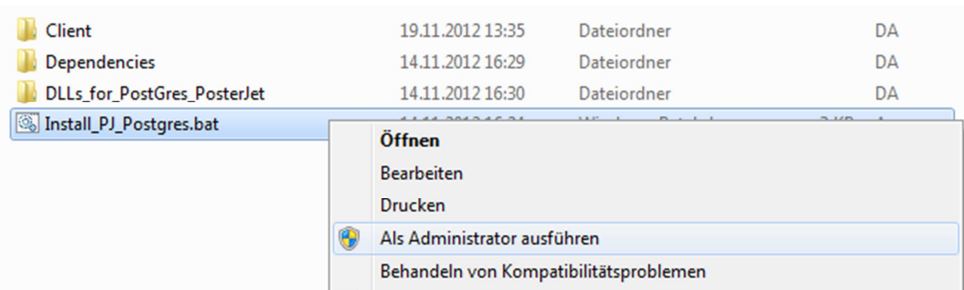 Client 19.11.2012 13:35 Dateiordner DA
Dependencies 14.11.2012 16:29 Dateiordner DA
DLLs_for_PostGres_PosterJet 14.11.2012 16:30 Dateiordner DA
Install_PJ_Postgres.bat
Öffnen
Bearbeiten
Drucken
Als Administrator ausführen
Behandeln von Kompatibilitätsproblemen